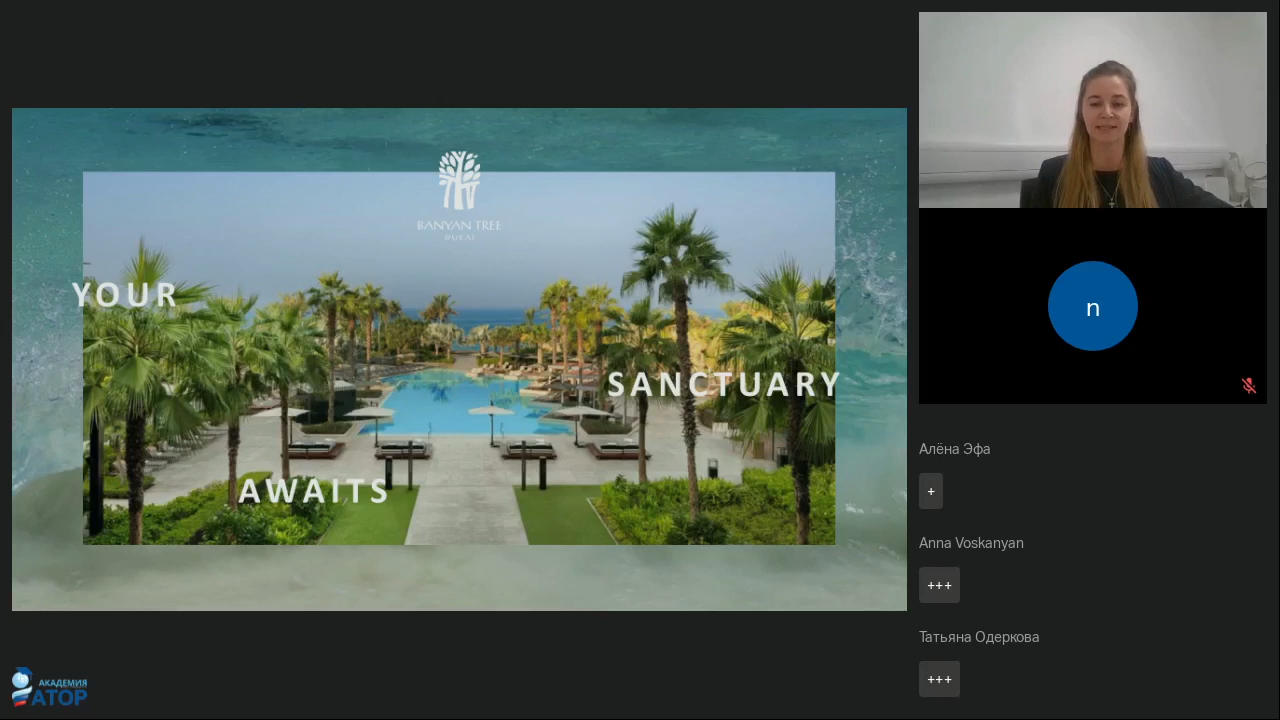 BANYAN TREE
DUBAI
YOUR
SANCTUARY
AWAITS
n
Алёна Эфа
+
Anna Voskanyan
+++
Татьяна Одеркова
+++
АКАДЕМИЯ
АТОР